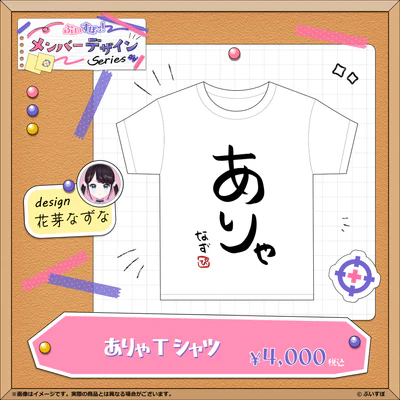 ぶいすぽっ!
メンバーデザイン
Series
ありゃ
なず
design
花芽なずな
ありゃTシャツ
¥4,000税込
※画像はイメージです。実際の商品とは異なる場合がございます。
© ぶいすぽ